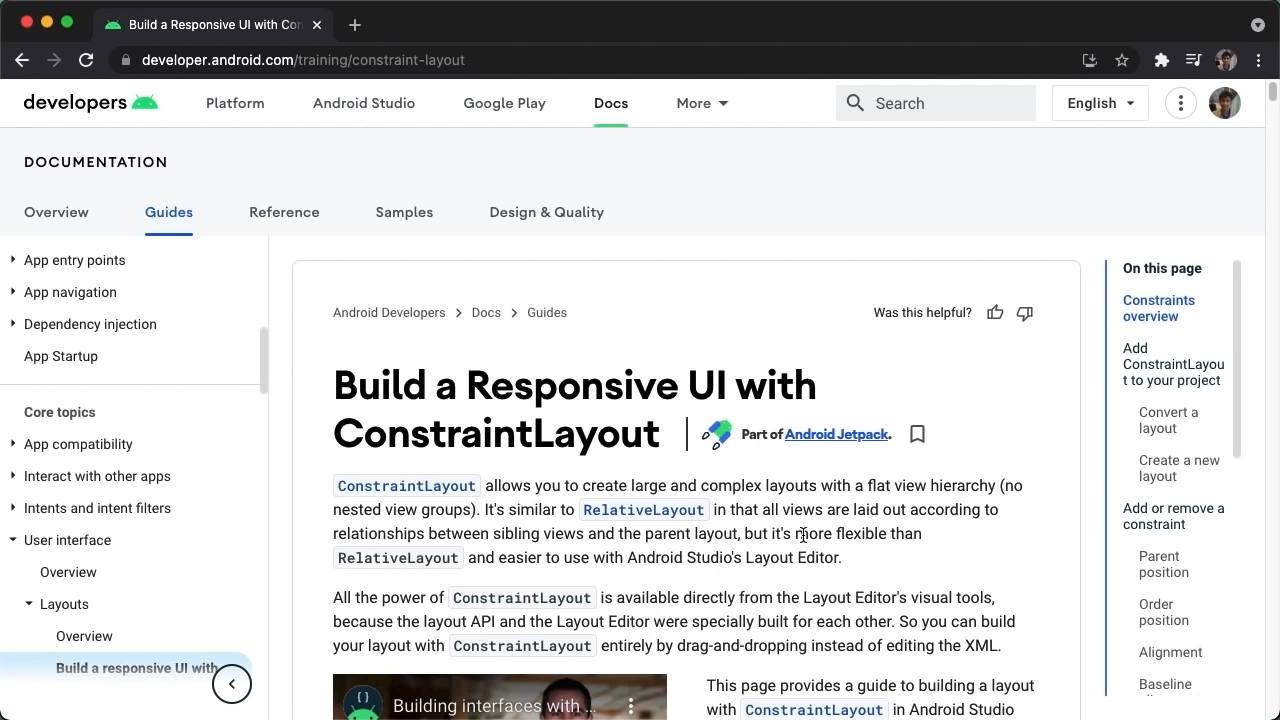 Build a Responsive UI with Con
developer.android.com/training/constraint-layout
developers
Platform
Android Studio
Google Play
Docs
More
Search
English
DOCUMENTATION
Overview
Guides
Reference
Samples
Design & Quality
App entry points
App navigation
Dependency injection
App Startup
Core topics
App compatibility
Interact with other apps
Intents and intent filters
User interface
Overview
Layouts
Overview
Build a responsive UI with
Android Developers > Docs > Guides
Was this helpful?
Build a Responsive UI with
ConstraintLayout
Part of Android Jetpack.
ConstraintLayout allows you to create large and complex layouts with a flat view hierarchy (no
nested view groups). It's similar to RelativeLayout in that all views are laid out according to
relationships between sibling views and the parent layout, but it's more flexible than
RelativeLayout and easier to use with Android Studio's Layout Editor.
All the power of ConstraintLayout is available directly from the Layout Editor's visual tools,
because the layout API and the Layout Editor were specially built for each other. So you can build
your layout with ConstraintLayout entirely by drag-and-dropping instead of editing the XML.
Building interfaces with ...
This page provides a guide to building a layout
with ConstraintLayout in Android Studio
On this page
Constraints
overview
Add
ConstraintLayou
t to your project
Convert a
layout
Create a new
layout
Add or remove a
constraint
Parent
position
Order
position
Alignment
Baseline